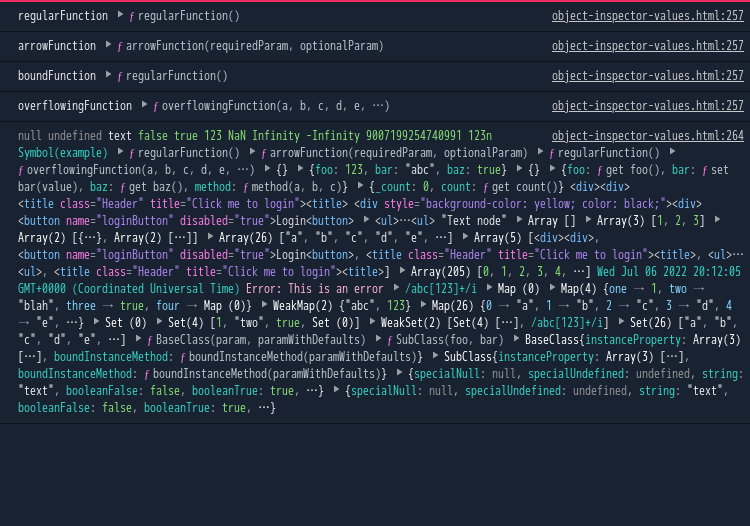 regularFunction ▶ ƒ regularFunction() object-inspector-values.html:257
arrowFunction ▶ ƒ arrowFunction(requiredParam, optionalParam) object-inspector-values.html:257
boundFunction ▶ ƒ regularFunction() object-inspector-values.html:257
overflowingFunction ▶ ƒ overflowingFunction(a, b, c, d, e, …) object-inspector-values.html:257
null undefined text false true 123 NaN Infinity -Infinity 9007199254740991 123n object-inspector-values.html:264
Symbol(example) ▶ ƒ regularFunction() ▶ ƒ arrowFunction(requiredParam, optionalParam) ▶ ƒ regularFunction() ▶
ƒ overflowingFunction(a, b, c, d, e, …) ▶ {} ▶ {foo: 123, bar: "abc", baz: true} ▶ {} ▶ {foo: ƒ get foo(), bar: ƒ set
bar(value), baz: ƒ get baz(), method: ƒ method(a, b, c)} ▶ {_count: 0, count: ƒ get count()} <div><div>
<title class="Header" title="Click me to login"><title> <div style="background-color: yellow; color: black;"><div>
<button name="loginButton" disabled="true">Login<button> ▶ <ul>…<ul> "Text node" ▶ Array [] ▶ Array(3) [1, 2, 3] ▶
Array(2) [{…}, Array(2) […]] ▶ Array(26) ["a", "b", "c", "d", "e", …] ▶ Array(5) [<div><div>,
<button name="loginButton" disabled="true">Login<button>, <title class="Header" title="Click me to login"><title>, <ul>…
<ul>, <title class="Header" title="Click me to login"><title>] ▶ Array(205) [0, 1, 2, 3, 4, …] Wed Jul 06 2022 20:12:05
GMT+0000 (Coordinated Universal Time) Error: This is an error ▶ /abc[123]+/i ▶ Map (0) ▶ Map(4) {one → 1, two →
"blah", three → true, four → Map (0)} ▶ WeakMap(2) {"abc", 123} ▶ Map(26) {0 → "a", 1 → "b", 2 → "c", 3 → "d", 4
→ "e", …} ▶ Set (0) ▶ Set(4) [1, "two", true, Set (0)] ▶ WeakSet(2) [Set(4) […], /abc[123]+/i] ▶ Set(26) ["a", "b",
"c", "d", "e", …] ▶ ƒ BaseClass(param, paramWithDefaults) ▶ ƒ SubClass(foo, bar) ▶ BaseClass{instanceProperty: Array(3)
[…], boundInstanceMethod: ƒ boundInstanceMethod(paramWithDefaults)} ▶ SubClass{instanceProperty: Array(3) […],
boundInstanceMethod: ƒ boundInstanceMethod(paramWithDefaults)} ▶ {specialNull: null, specialUndefined: undefined, string:
"text", booleanFalse: false, booleanTrue: true, …} ▶ {specialNull: null, specialUndefined: undefined, string: "text",
booleanFalse: false, booleanTrue: true, …}